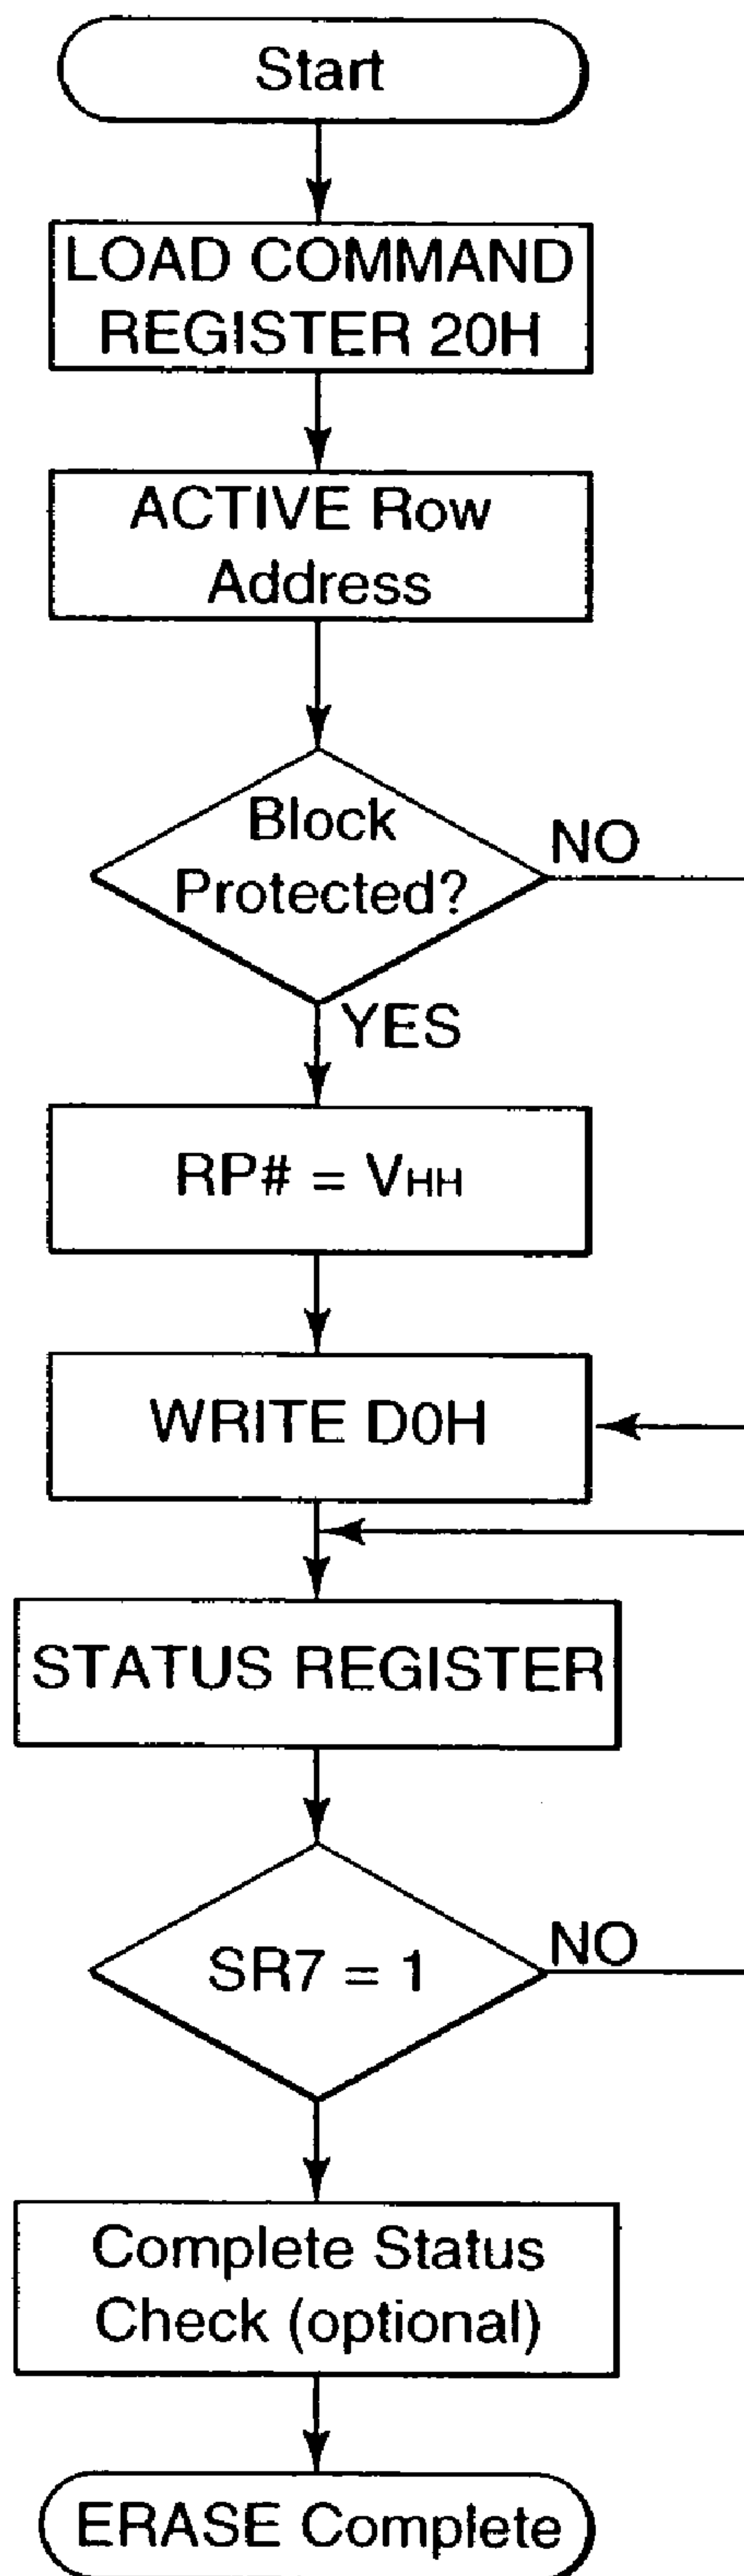 Start
LOAD COMMAND
REGISTER 20H
ACTIVE Row
Address
Block
Protected?
NO
YES
RP# = VHH
WRITE D0H
STATUS REGISTER
SR7 = 1
NO
Complete Status
Check (optional)
ERASE Complete